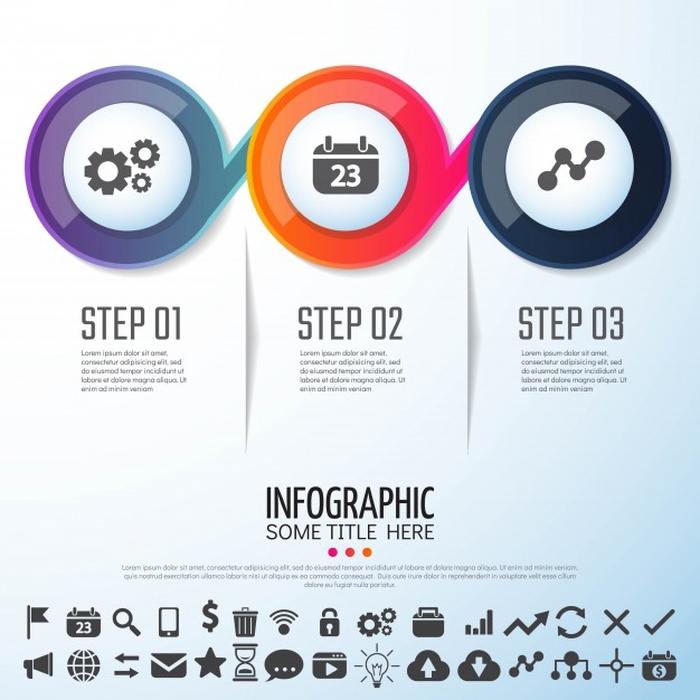 23
STEP 01
STEP 02
STEP 03
Lorem ipsum dolor sit amet,
consectetur adipisicing elit, sed
do eiusmod tempor incididunt ut
labore et dolore magna aliqua. Ut
enim ad minim veniam
Lorem ipsum dolor sit amet,
consectetur adipisicing elit, sed
do eiusmod tempor incididunt ut
labore et dolore magna aliqua. Ut
enim ad minim veniam
Lorem ipsum dolor sit amet,
consectetur adipisicing elit, sed
do eiusmod tempor incididunt ut
labore et dolore magna aliqua. Ut
enim ad minim veniam
INFOGRAPHIC
SOME TITLE HERE
Lorem ipsum dolor sit amet, consectetur adipisicing elit, sed do eiusmod tempor incididunt ut labore et dolore magna aliqua. Ut enim ad minim veniam,
quis nostrud exercitation ullamco laboris nisi ut aliquip ex ea commodo consequat. Duis aute irure dolor in reprehenderit in voluptate velit esse cillum dolore eu fugiat nulla
pariatur.
$
23
$